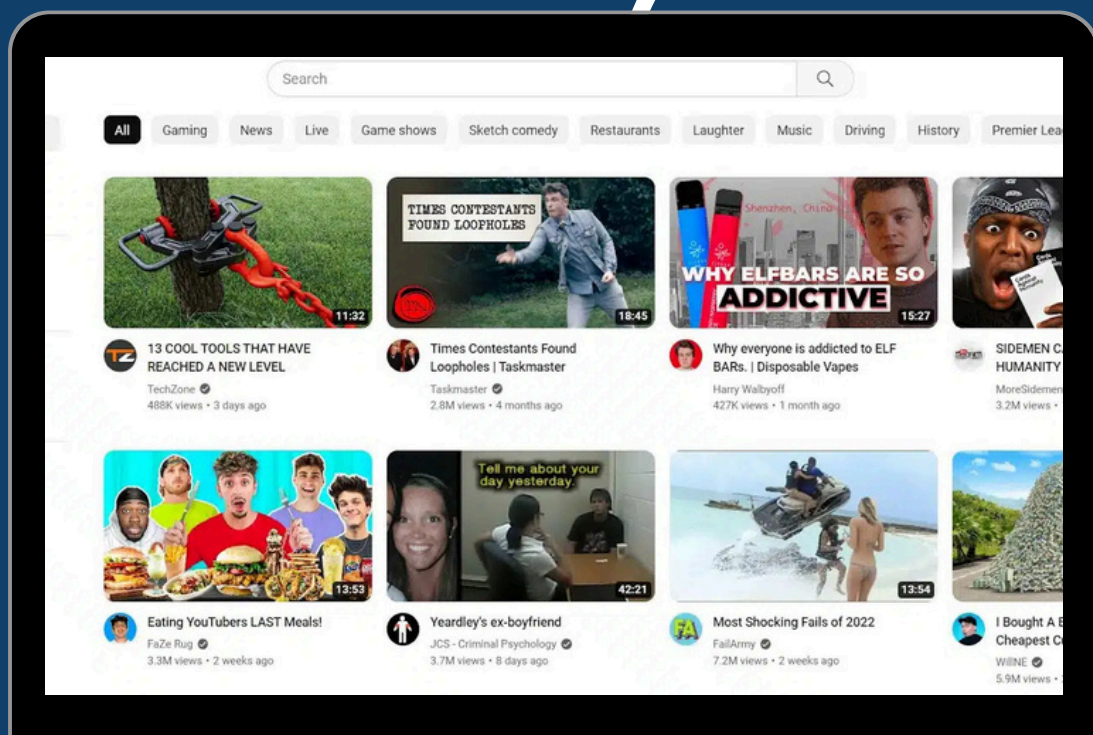 Search
All Gaming News Live Game shows Sketch comedy Restaurants Laughter Music Driving History Premier Lea
TIMES CONTESTANTS
FOUND LOOPHOLES
Shenzhen, China
WHY ELFBARS ARE SO
ADDICTIVE
11:32
18:45
15:27
TZ
13 COOL TOOLS THAT HAVE
REACHED A NEW LEVEL
TechZone
488K views • 3 days ago
Times Contestants Found
Loopholes | Taskmaster
Taskmaster
2.8M views • 4 months ago
Why everyone is addicted to ELF
BARs. | Disposable Vapes
Harry Walbyoff
427K views • 1 month ago
SIDEMEN C
HUMANITY
MoreSidemen
3.2M views •
Tell me about your
day yesterday.
13:53
42:21
13:54
Eating YouTubers LAST Meals!
FaZe Rug
3.3M views • 2 weeks ago
Yeardley's ex-boyfriend
JCS - Criminal Psychology
3.7M views • 8 days ago
FA
Most Shocking Fails of 2022
FailArmy
7.2M views • 2 weeks ago
I Bought A
Cheapest C
WillNE
5.9M views •